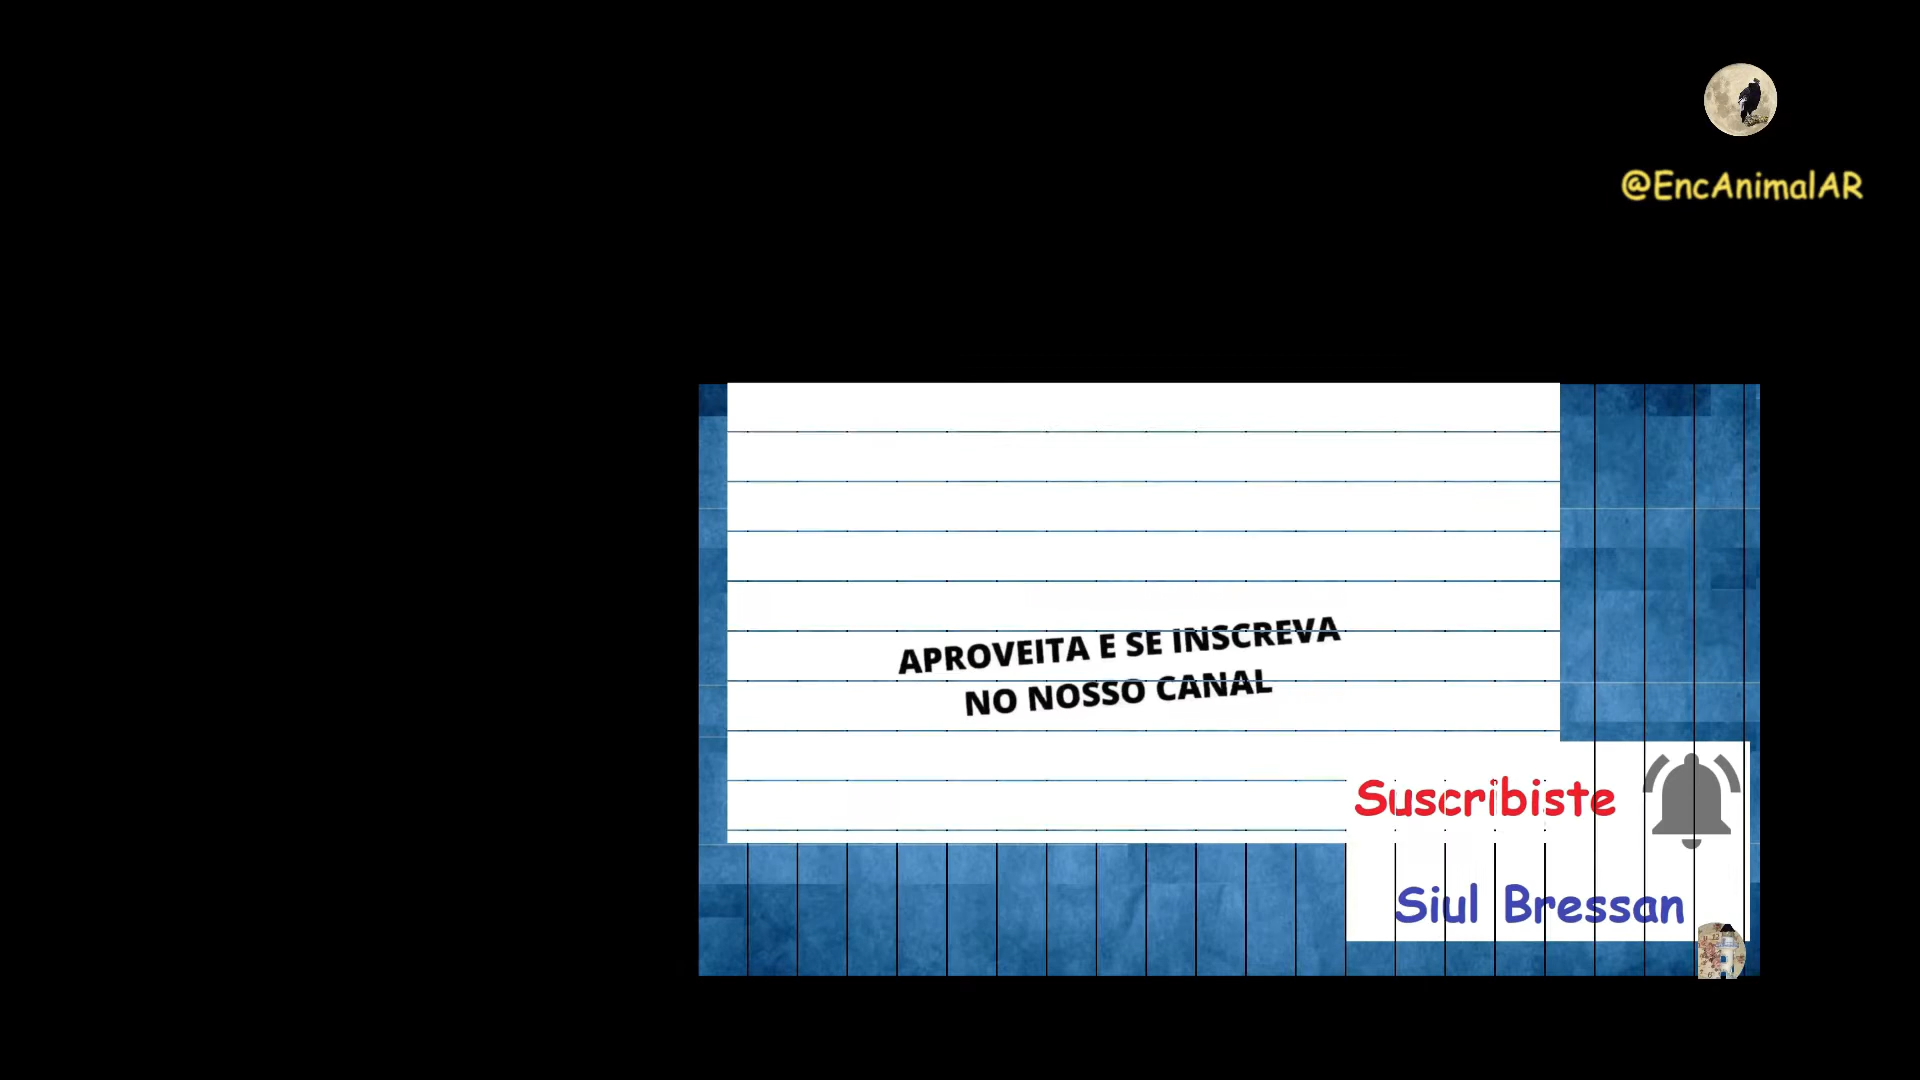 @EncAnimalAR
APROVEITA E SE INSCREVA
NO NOSSO CANAL
Suscribiste
Siul Bressan